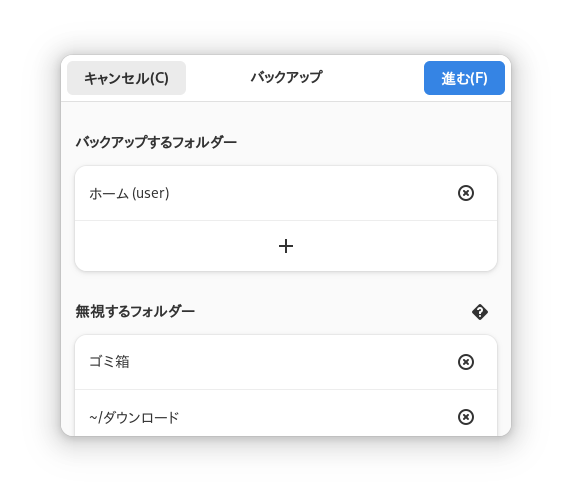 キャンセル(C)
バックアップ
進む(F)
バックアップするフォルダー
ホーム (user)
無視するフォルダー
ゴミ箱
~/ダウンロード